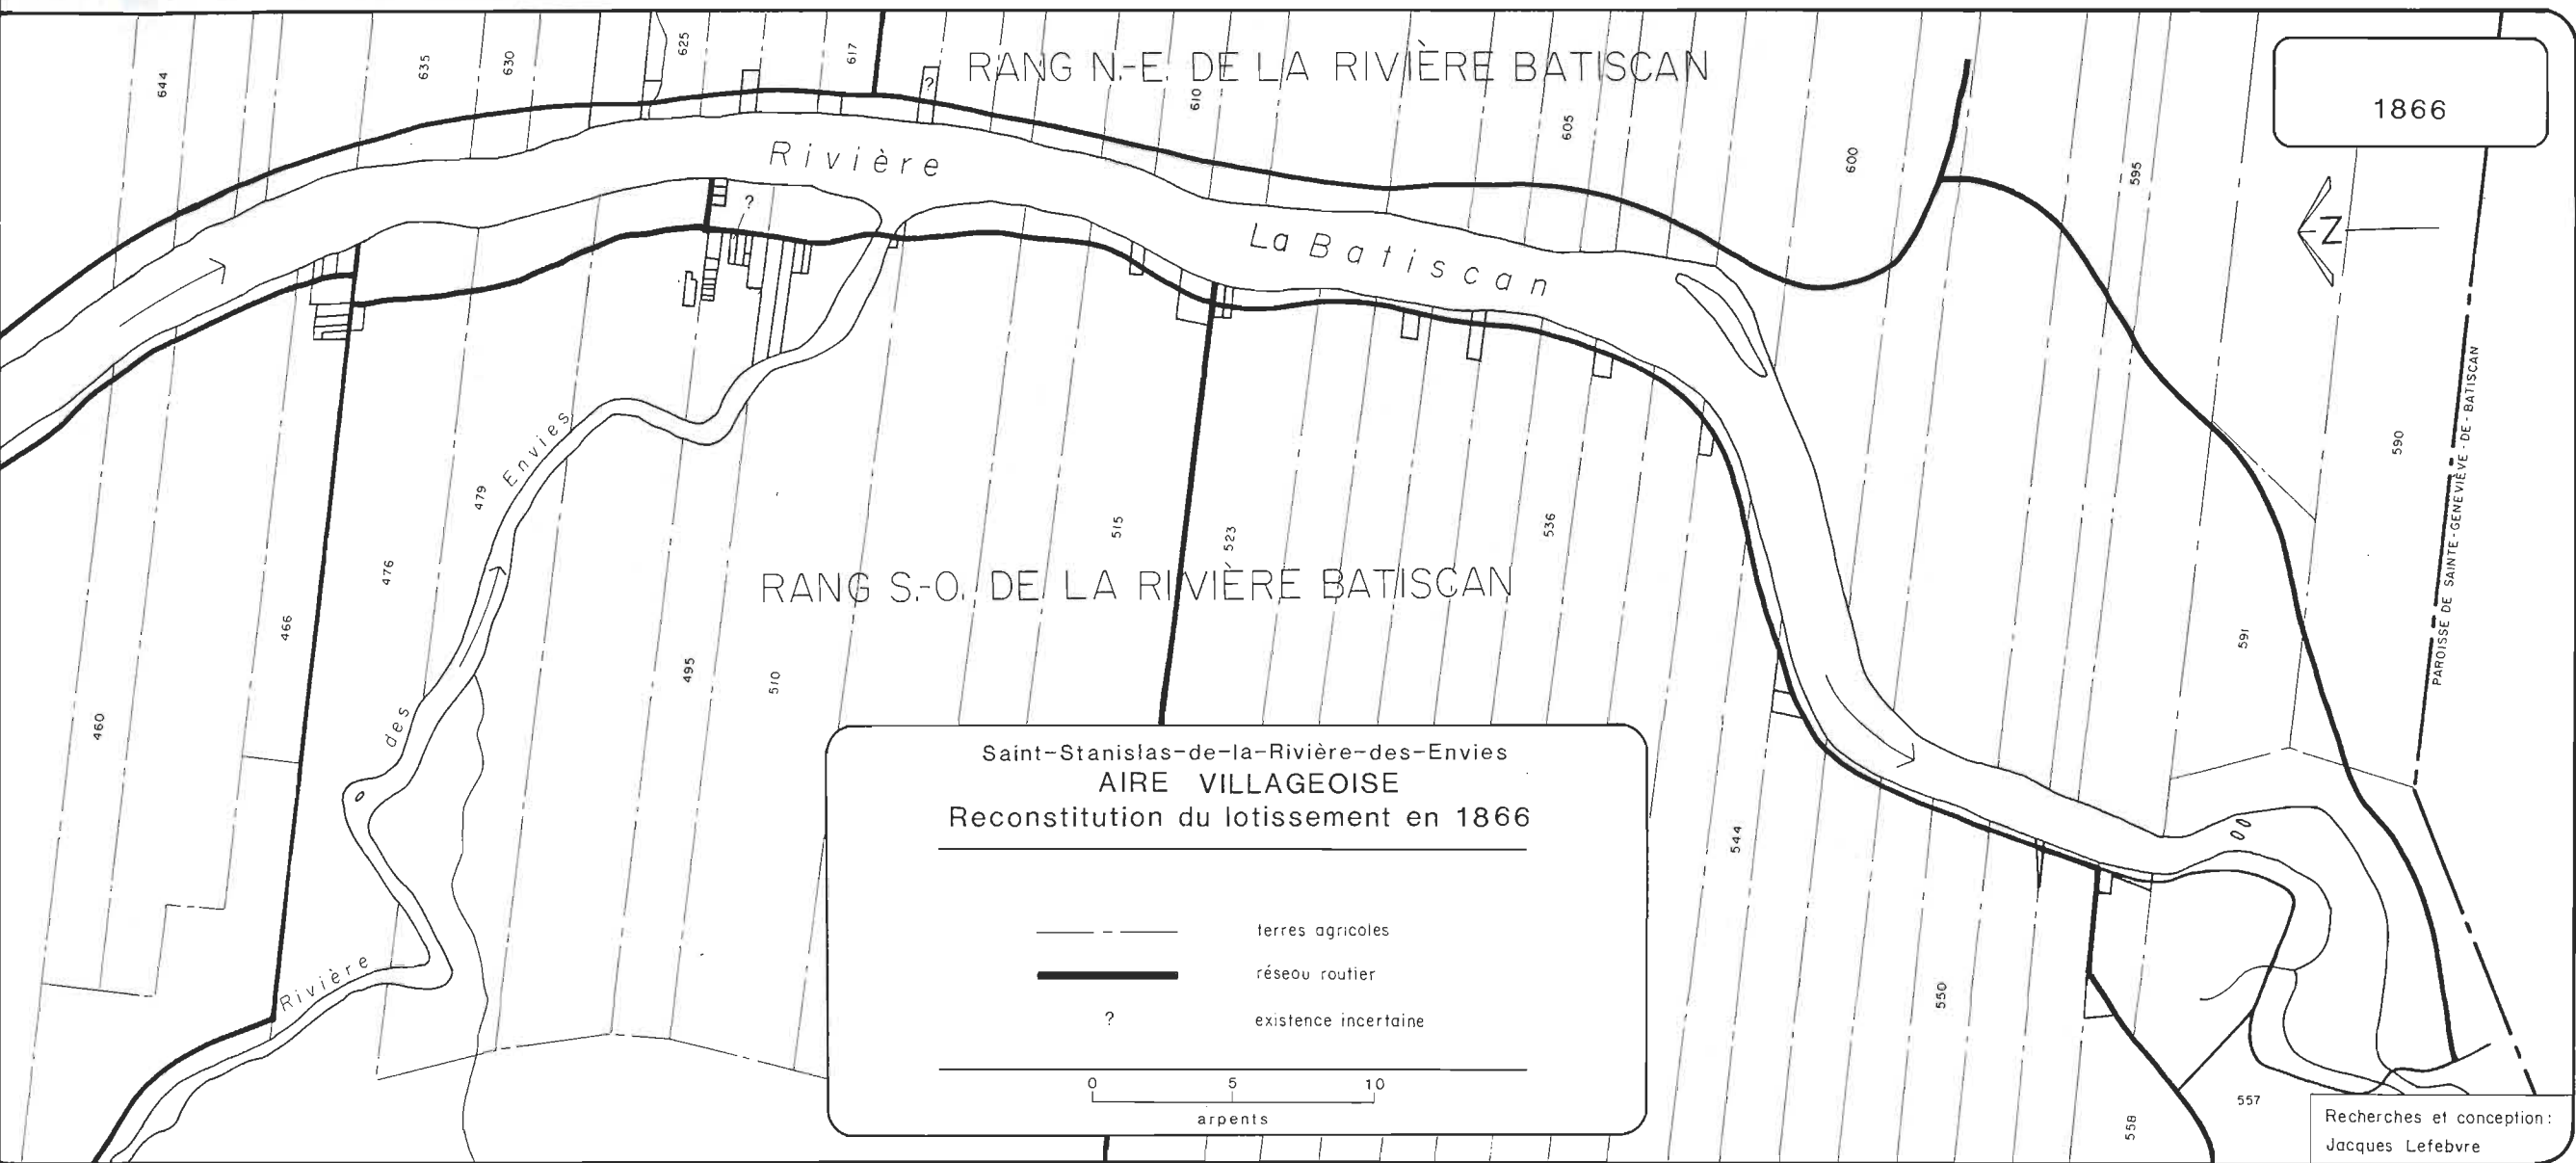 644
635
630
625
617
?
RANG N.-E. DE LA RIVIÈRE BATISCAN
610
605
600
595
1866
Rivière
La Batiscan
?
Z
590
PAROISSE DE SAINTE-GENEVIÈVE-DE-BATISCAN
591
460
466
476
479
Rivière
des
Envies
495
510
515
523
536
RANG S.-O. DE LA RIVIÈRE BATISCAN
544
550
558
557
Saint-Stanislas-de-la-Rivière-des-Envies
AIRE VILLAGEOISE
Reconstitution du lotissement en 1866
terres agricoles
réseou routier
? existence incertaine
0 5 10
arpents
Recherches et conception :
Jacques Lefebvre